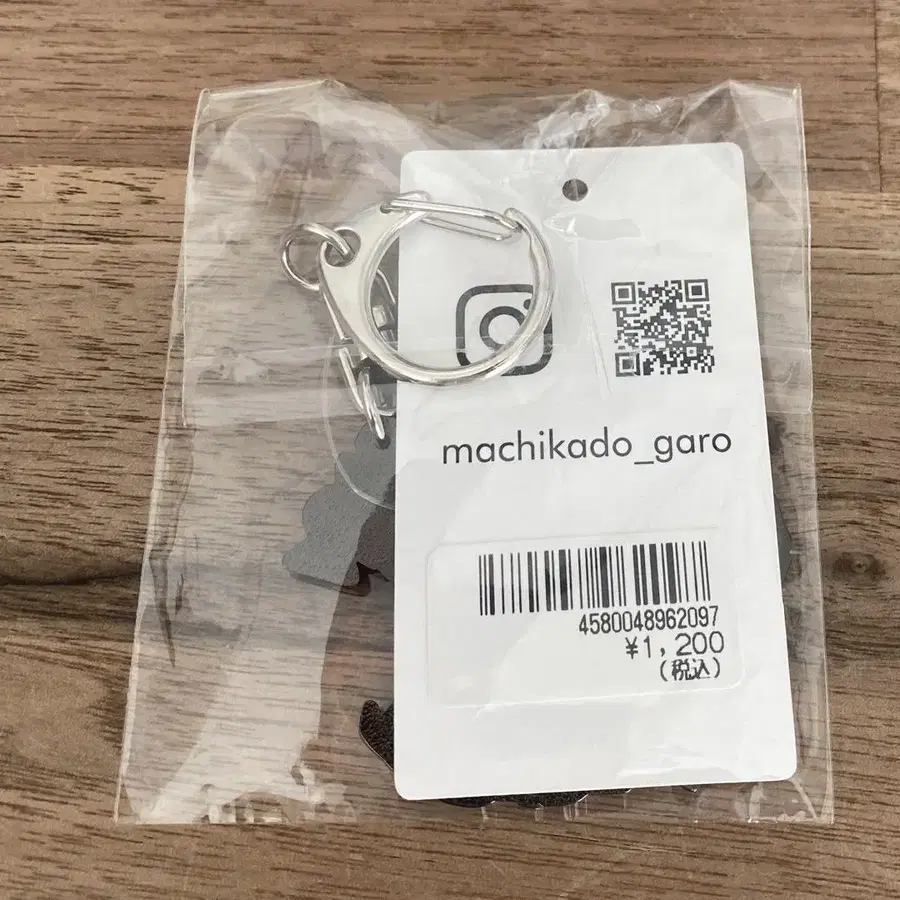 machikado_garo
4580048962097
¥1,200
(税込)